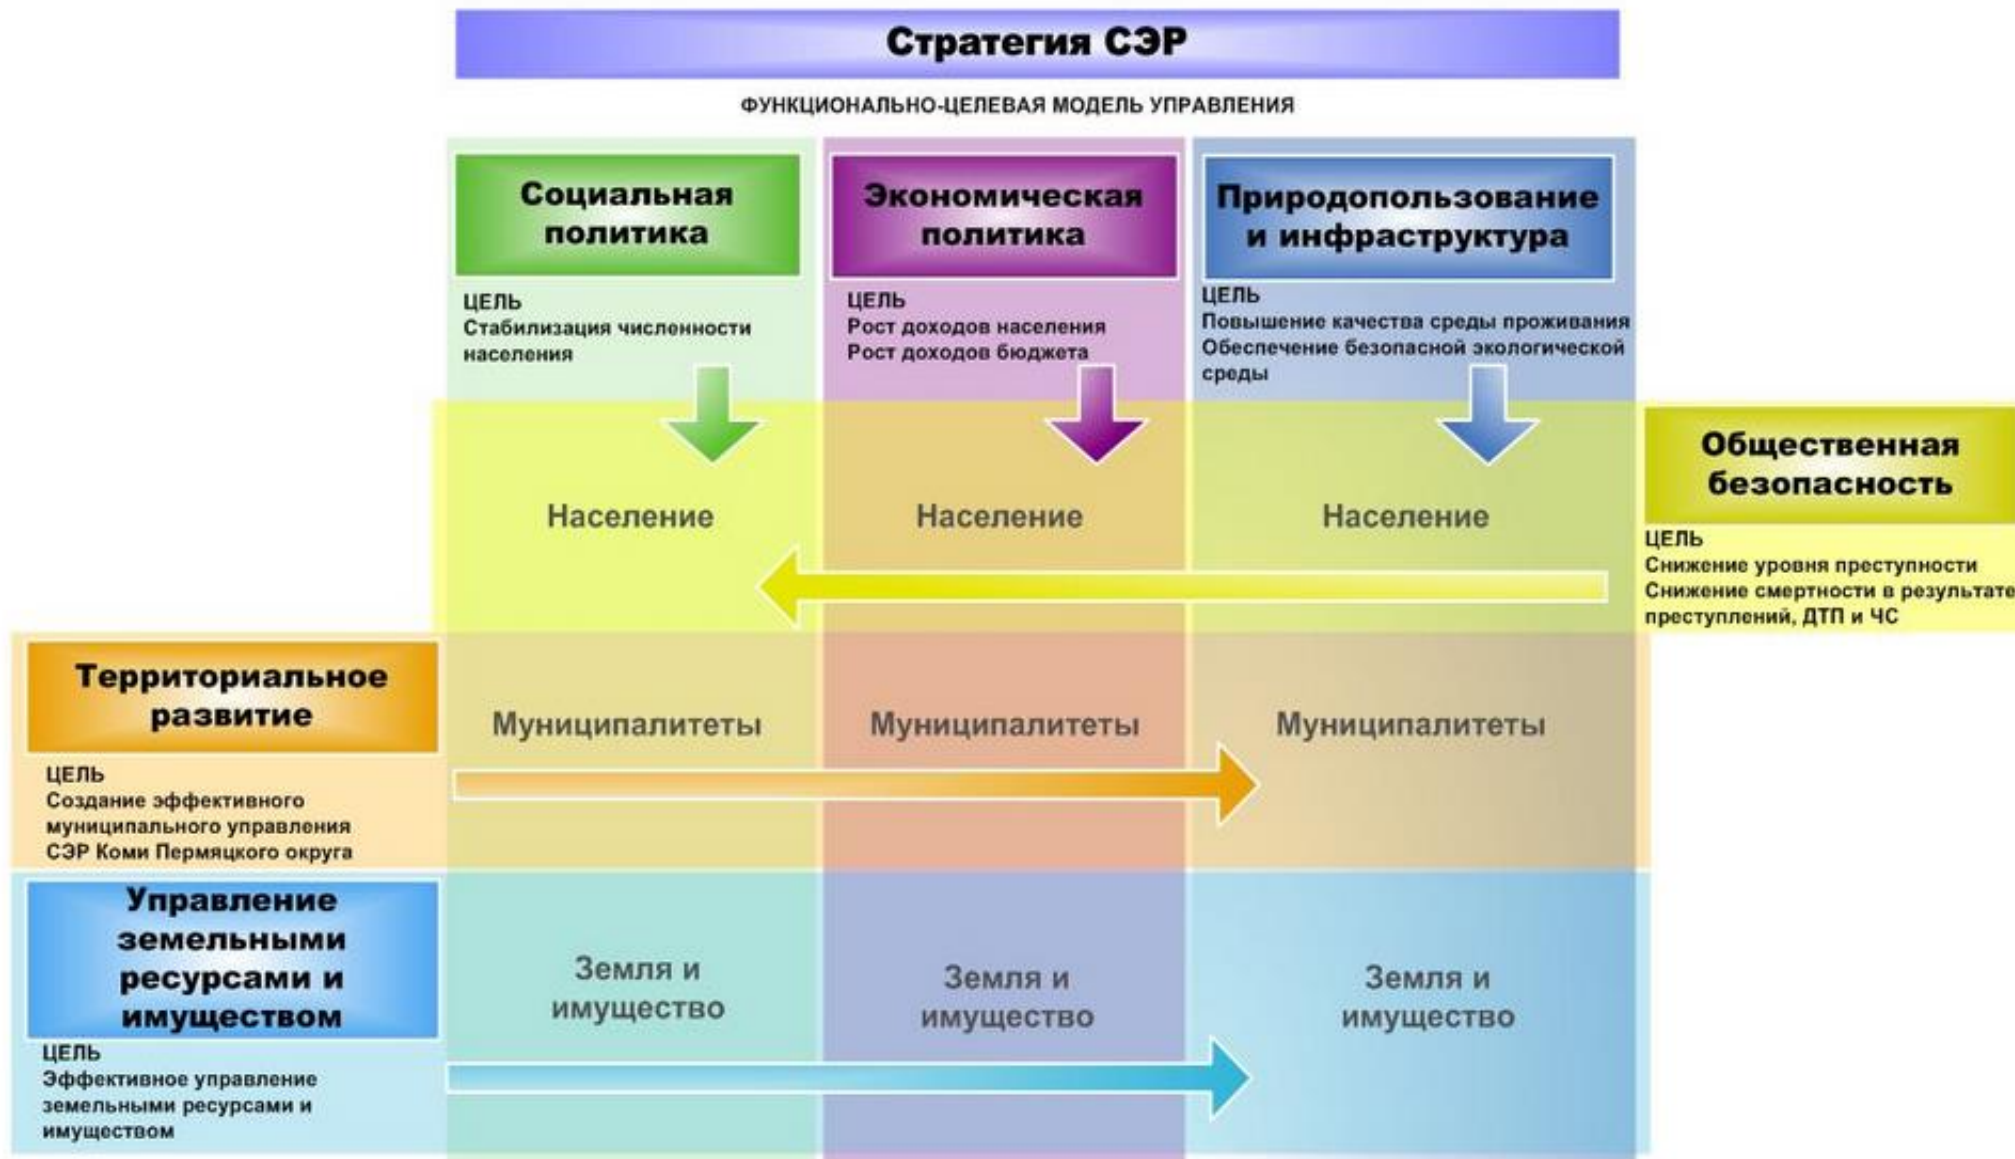 Стратегия СЭР
ФУНКЦИОНАЛЬНО-ЦЕЛЕВАЯ МОДЕЛЬ УПРАВЛЕНИЯ
Социальная
политика
ЦЕЛЬ
Стабилизация численности
населения
Экономическая
политика
ЦЕЛЬ
Рост доходов населения
Рост доходов бюджета
Природопользование
и инфраструктура
ЦЕЛЬ
Повышение качества среды проживания
Обеспечение безопасной экологической
среды
Население
Население
Население
Общественная
безопасность
ЦЕЛЬ
Снижение уровня преступности
Снижение смертности в результате
преступлений, ДТП и ЧС
Территориальное
развитие
ЦЕЛЬ
Создание эффективного
муниципального управления
СЭР Коми Пермяцкого округа
Муниципалитеты
Муниципалитеты
Муниципалитеты
Управление
земельными
ресурсами и
имуществом
ЦЕЛЬ
Эффективное управление
земельными ресурсами и
имуществом
Земля и
имущество
Земля и
имущество
Земля и
имущество